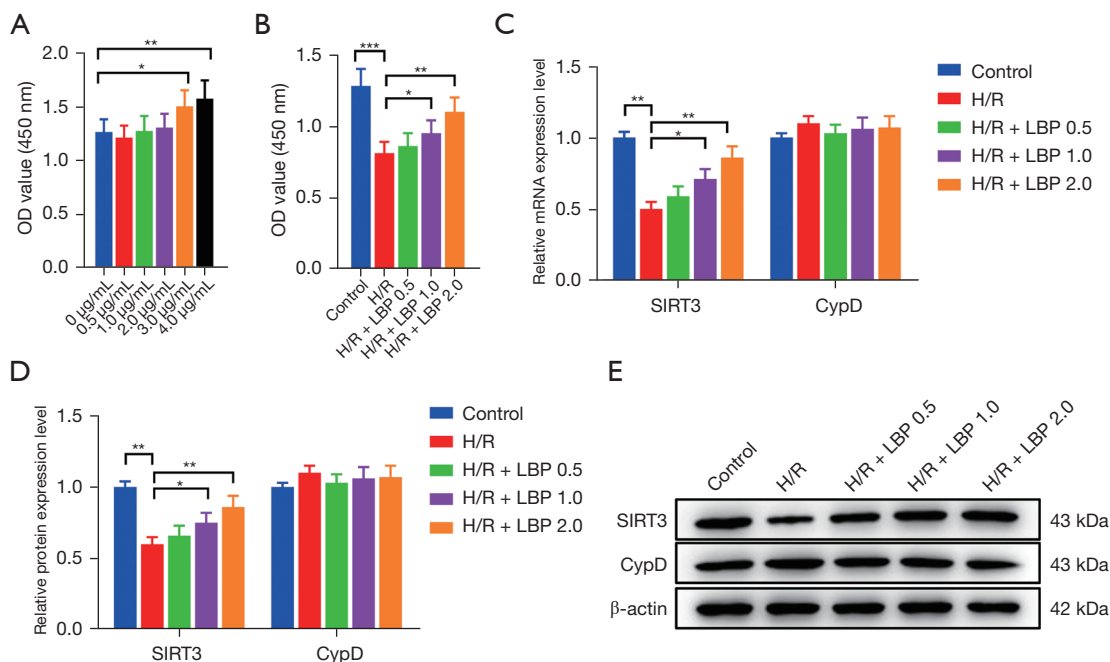 A
OD value (450 nm)
2.0
1.5
1.0
0.5
0.0
**
*
0 μg/mL
0.5 μg/mL
1.0 μg/mL
2.0 μg/mL
3.0 μg/mL
4.0 μg/mL
B
OD value (450 nm)
1.5
1.0
0.5
0.0
***
**
*
Control
H/R
H/R + LBP 0.5
H/R + LBP 1.0
H/R + LBP 2.0
C
Relative mRNA expression level
1.5
1.0
0.5
0.0
**
**
*
SIRT3
CypD
Control
H/R
H/R + LBP 0.5
H/R + LBP 1.0
H/R + LBP 2.0
D
Relative protein expression level
1.5
1.0
0.5
0.0
**
**
*
SIRT3
CypD
Control
H/R
H/R + LBP 0.5
H/R + LBP 1.0
H/R + LBP 2.0
E
Control
H/R
H/R + LBP 0.5
H/R + LBP 1.0
H/R + LBP 2.0
SIRT3 43 kDa
CypD 43 kDa
β-actin 42 kDa